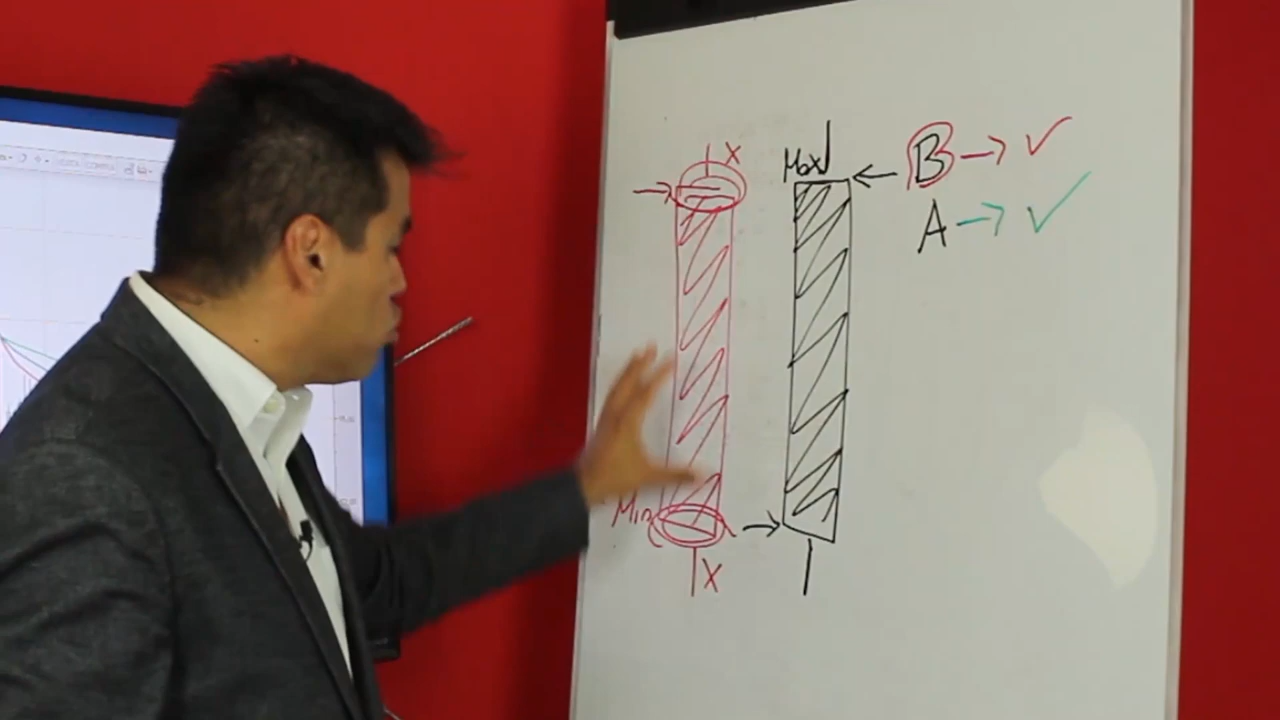 X Max B → ✓
A → ✓
Min
X